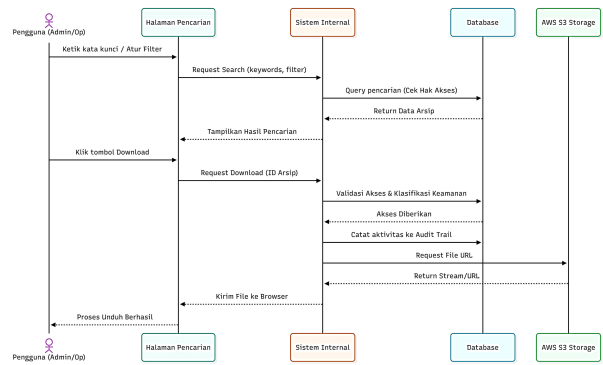 Pengguna (Admin/Op)
Halaman Pencarian
Sistem Internal
Database
AWS S3 Storage
Ketik kata kunci / Atur Filter
Request Search (keywords, filter)
Query pencarian (Cek Hak Akses)
Return Data Arsip
Tampilkan Hasil Pencarian
Klik tombol Download
Request Download (ID Arsip)
Validasi Akses & Klasifikasi Keamanan
Akses Diberikan
Catat aktivitas ke Audit Trail
Request File URL
Return Stream/URL
Kirim File ke Browser
Proses Unduh Berhasil
Pengguna (Admin/Op)
Halaman Pencarian
Sistem Internal
Database
AWS S3 Storage